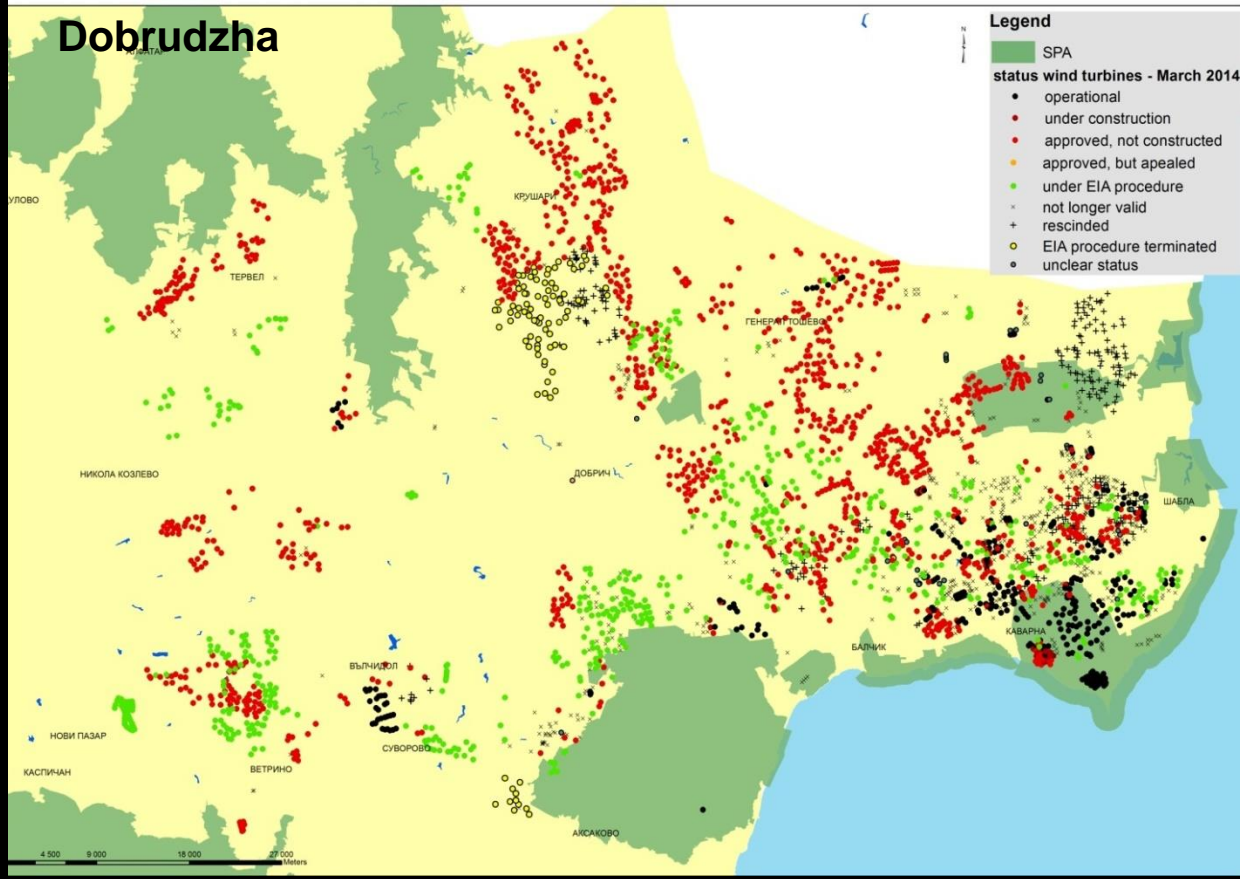 Dobrudzha
АЛФАТАР
КРУШАРИ
ТЕРВЕЛ
ГЕНЕРАЛ ТОШЕВО
НИКОЛА КОЗЛЕВО
ДОБРИЧ
ШАБЛА
КАВАРНА
БАЛЧИК
ВЪЛЧИДОЛ
НОВИ ПАЗАР
СУВОРОВО
КАСПИЧАН
ВЕТРИНО
АКСАКОВО
4 500 9 000 18 000 27 000
Meters
N
Legend
SPA
status wind turbines - March 2014
operational
under construction
approved, not constructed
approved, but apealed
under EIA procedure
not longer valid
rescinded
EIA procedure terminated
unclear status